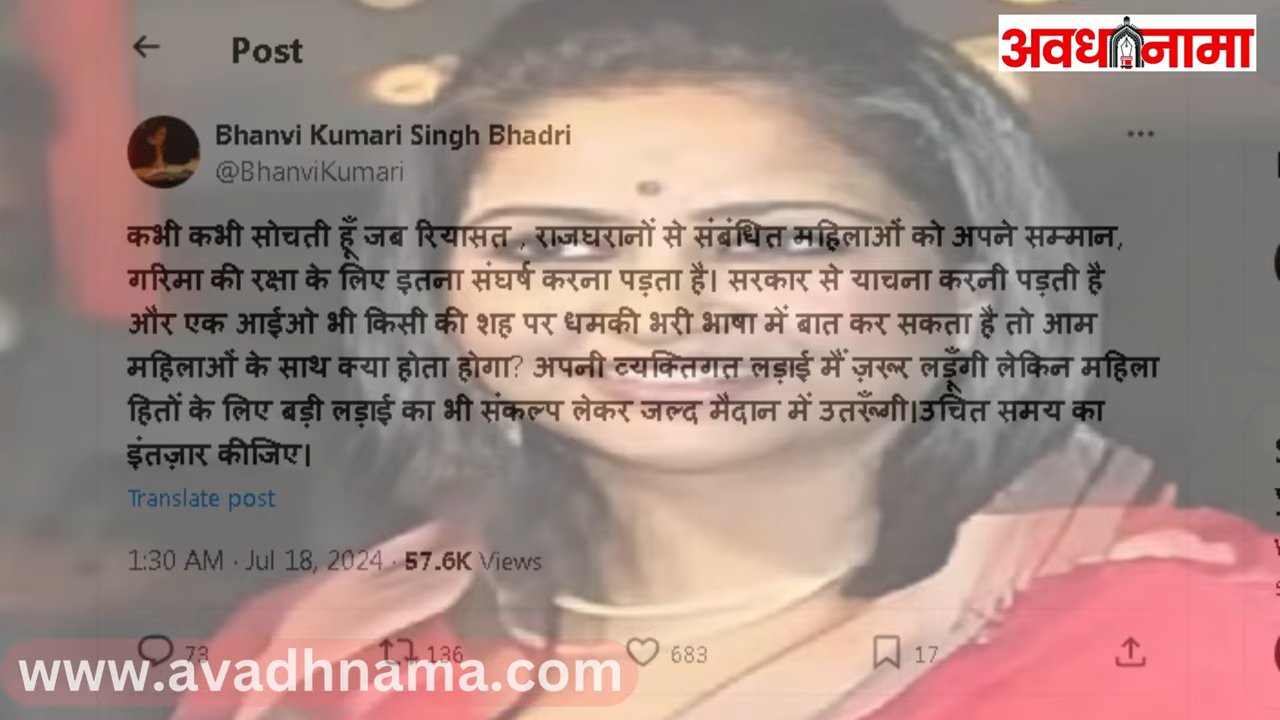 अवधनामा
Post
Bhanvi Kumari Singh Bhadri
@BhanviKumari
कभी कभी सोचती हूँ जब रियासत , राजघरानों से संबंधित महिलाओं को अपने सम्मान,
गरिमा की रक्षा के लिए इतना संघर्ष करना पड़ता है। सरकार से याचना करनी पड़ती है
और एक आईओ भी किसी की शह पर धमकी भरी भाषा में बात कर सकता है तो आम
महिलाओं के साथ क्या होता होगा? अपनी व्यक्तिगत लड़ाई मैं ज़रूर लड़ूँगी लेकिन महिला
हितों के लिए बड़ी लड़ाई का भी संकल्प लेकर जल्द मैदान में उतरूँगी।उचित समय का
इंतज़ार कीजिए।
Translate post
1:30 AM · Jul 18, 2024 · 57.6K Views
73 136 683 17
www.avadhnama.com